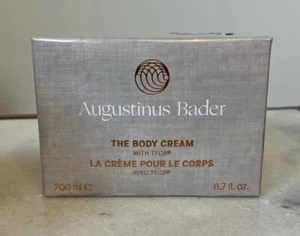 Augustinus Bader
THE BODY CREAM
WITH TFC8®
LA CRÈME POUR LE CORPS
AVEC TFC8®
200 ml ℮ 6.7 fl. oz.